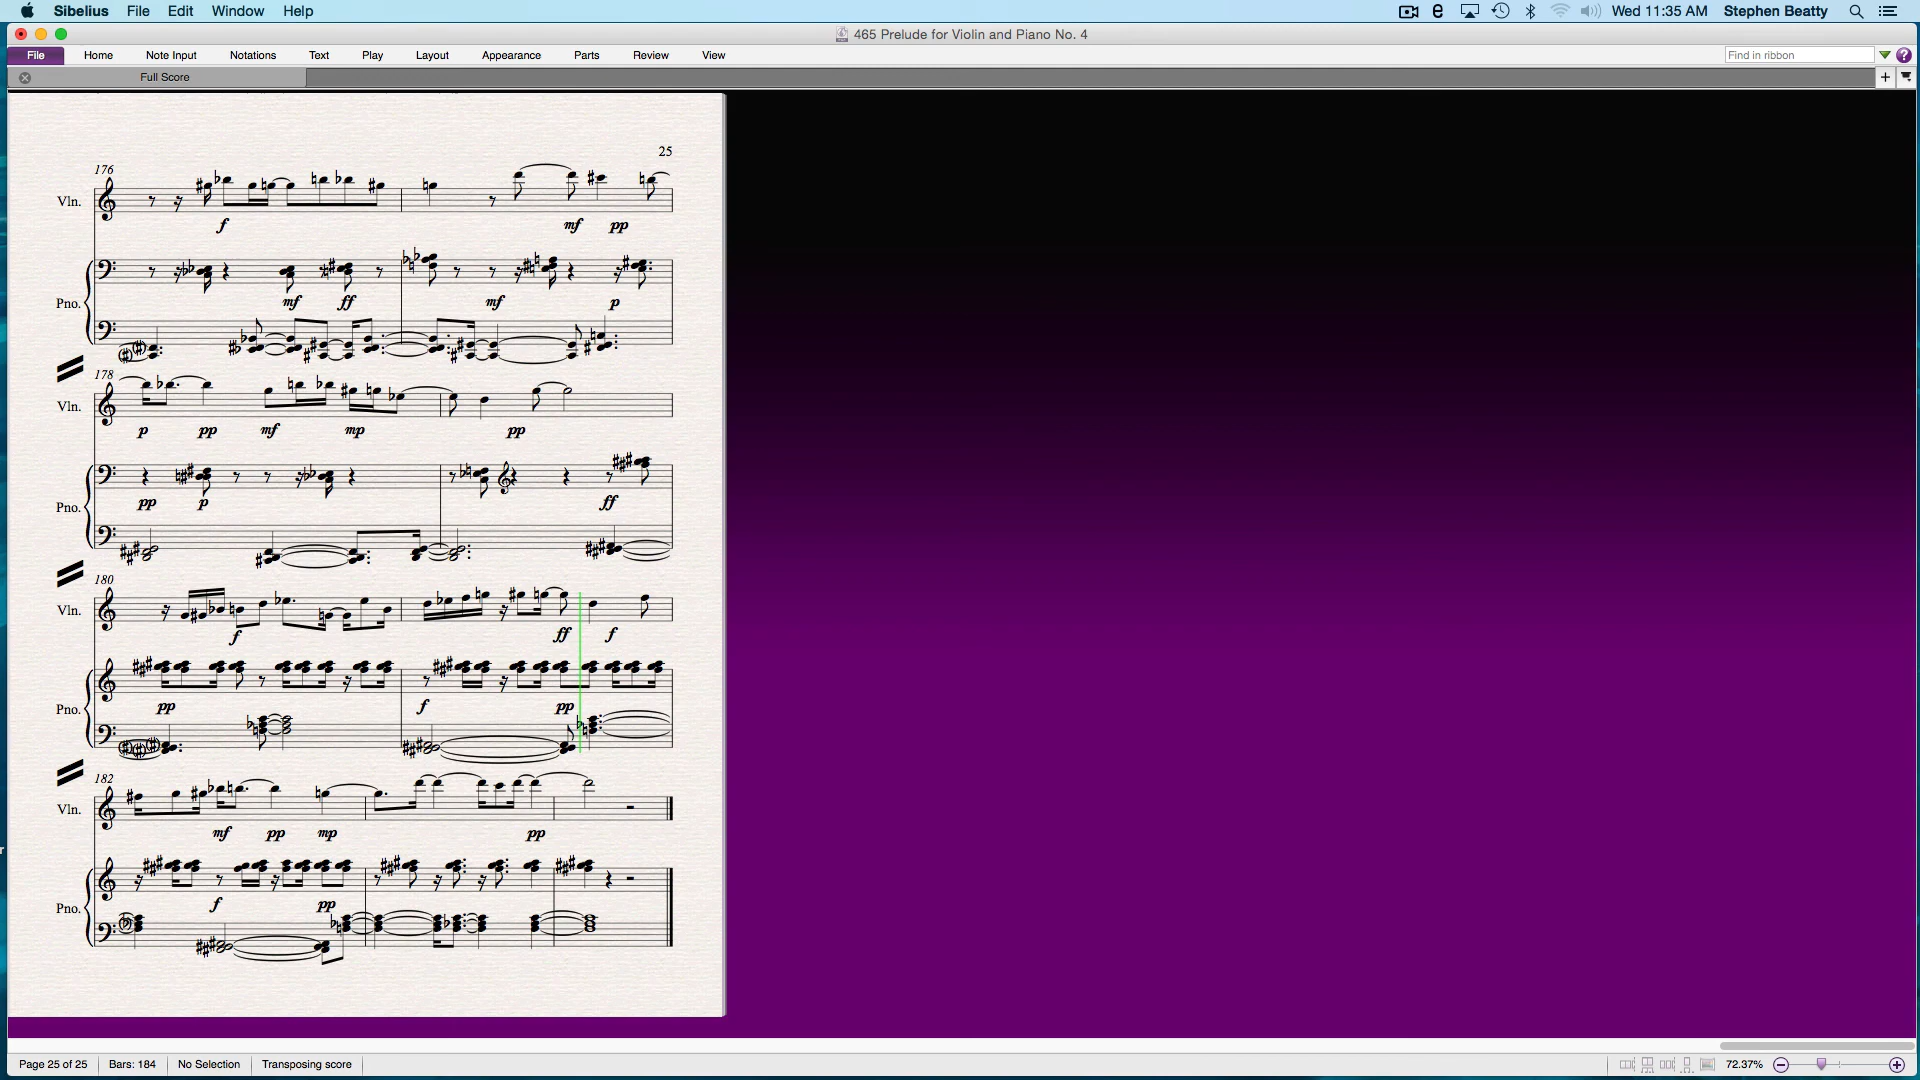 Sibelius File Edit Window Help Wed 11:35 AM Stephen Beatty
465 Prelude for Violin and Piano No. 4
File Home Note Input Notations Text Play Layout Appearance Parts Review View Find in ribbon ?
Full Score +
25
176
Vln.
f mf pp
Pno.
mf ff mf p
178
Vln.
p pp mf mp pp
Pno.
pp p ff
180
Vln.
f ff f
Pno.
pp f pp
182
Vln.
mf pp mp pp
Pno.
f pp
Page 25 of 25 Bars: 184 No Selection Transposing score 72.37%